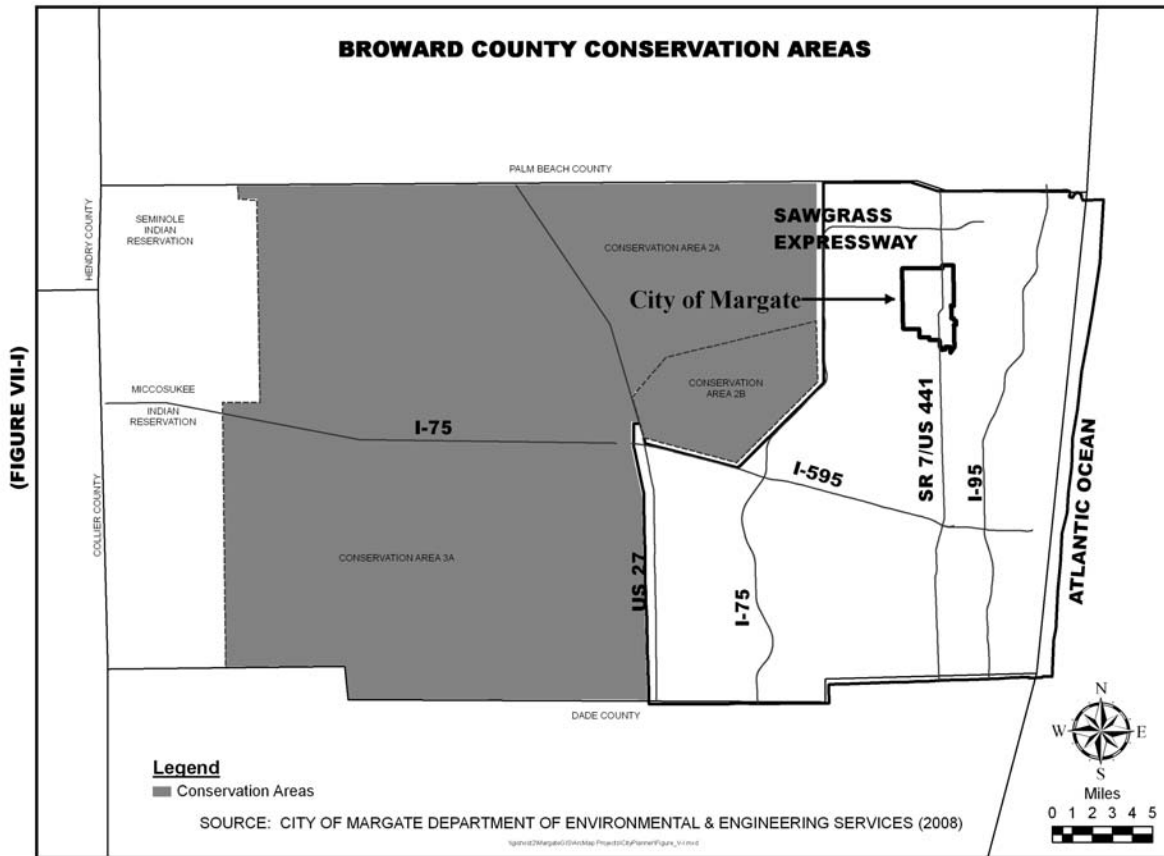 (FIGURE VII-I)
BROWARD COUNTY CONSERVATION AREAS
PALM BEACH COUNTY
HENDRY COUNTY
SEMINOLE
INDIAN
RESERVATION
SAWGRASS
EXPRESSWAY
CONSERVATION AREA 2A
City of Margate
MICCOSUKEE
INDIAN
RESERVATION
CONSERVATION
AREA 2B
I-75
I-595
SR 7/US 441
I-95
ATLANTIC OCEAN
COLLIER COUNTY
CONSERVATION AREA 3A
US 27
I-75
DADE COUNTY
N
W
E
S
Legend
Conservation Areas
Miles
0 1 2 3 4 5
SOURCE: CITY OF MARGATE DEPARTMENT OF ENVIRONMENTAL & ENGINEERING SERVICES (2008)